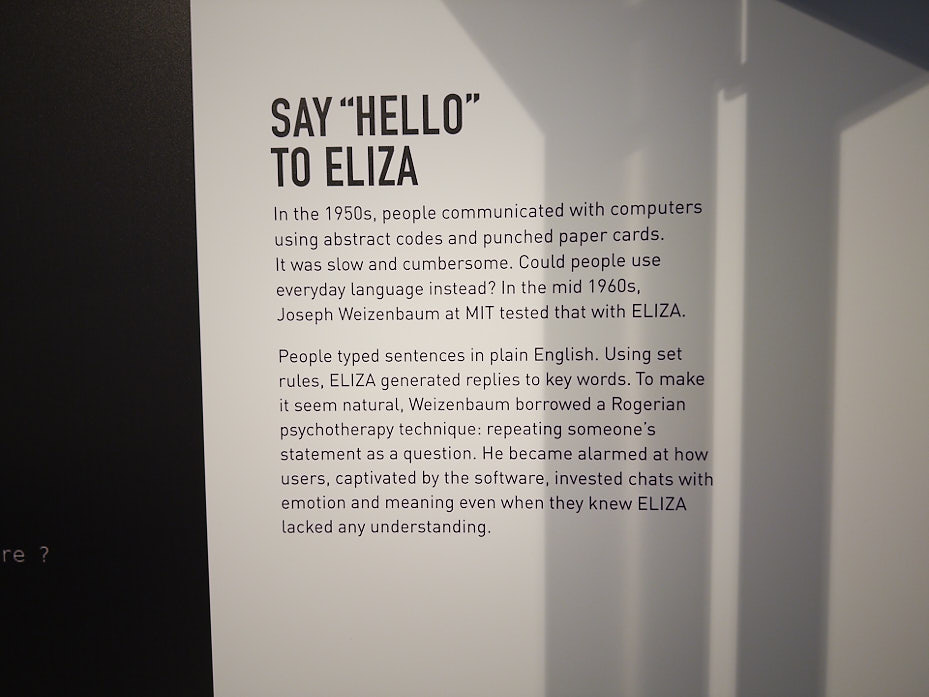 SAY “HELLO”
TO ELIZA
In the 1950s, people communicated with computers
using abstract codes and punched paper cards.
It was slow and cumbersome. Could people use
everyday language instead? In the mid 1960s,
Joseph Weizenbaum at MIT tested that with ELIZA.
People typed sentences in plain English. Using set
rules, ELIZA generated replies to key words. To make
it seem natural, Weizenbaum borrowed a Rogerian
psychotherapy technique: repeating someone’s
statement as a question. He became alarmed at how
users, captivated by the software, invested chats with
emotion and meaning even when they knew ELIZA
lacked any understanding.
re ?